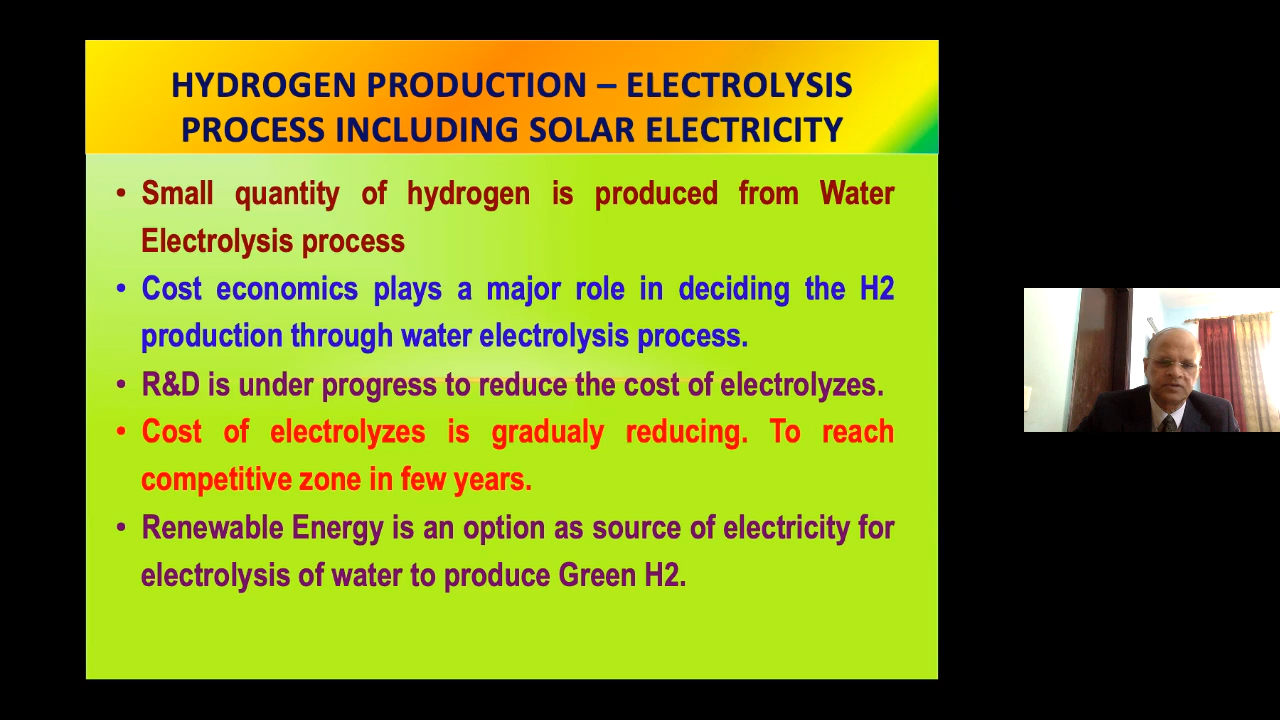 HYDROGEN PRODUCTION – ELECTROLYSIS
PROCESS INCLUDING SOLAR ELECTRICITY
• Small quantity of hydrogen is produced from Water
Electrolysis process
• Cost economics plays a major role in deciding the H2
production through water electrolysis process.
• R&D is under progress to reduce the cost of electrolyzes.
• Cost of electrolyzes is gradualy reducing. To reach
competitive zone in few years.
• Renewable Energy is an option as source of electricity for
electrolysis of water to produce Green H2.